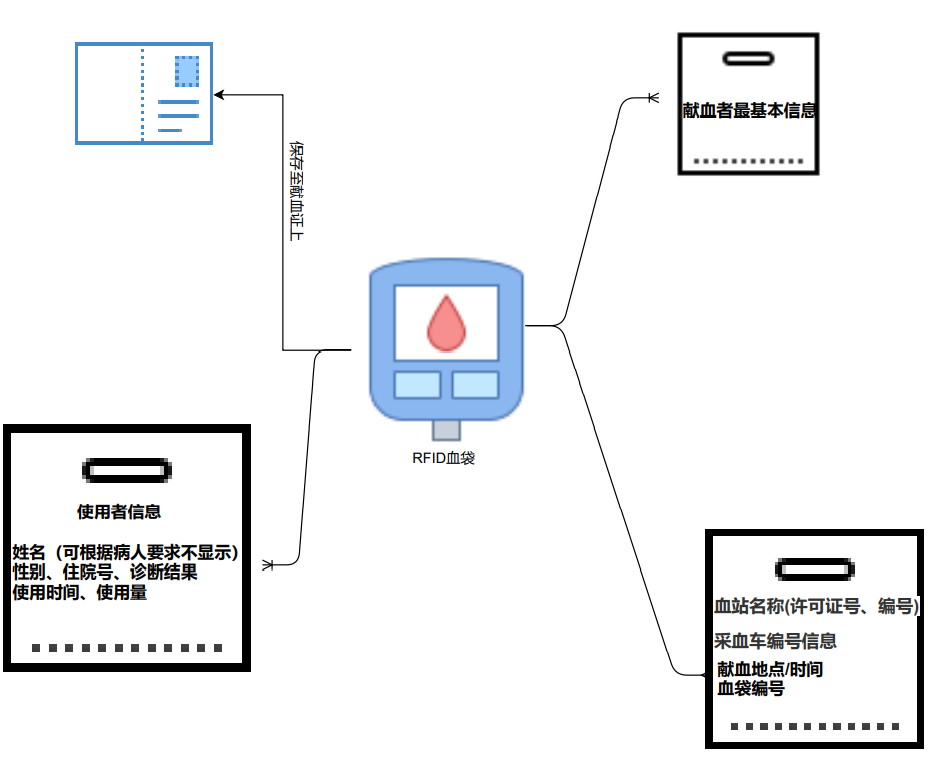 保存至献血证上
献血者最基本信息
RFID血袋
使用者信息
姓名（可根据病人要求不显示）
性别、住院号、诊断结果
使用时间、使用量
血站名称(许可证号、编号)
采血车编号信息
献血地点/时间
血袋编号